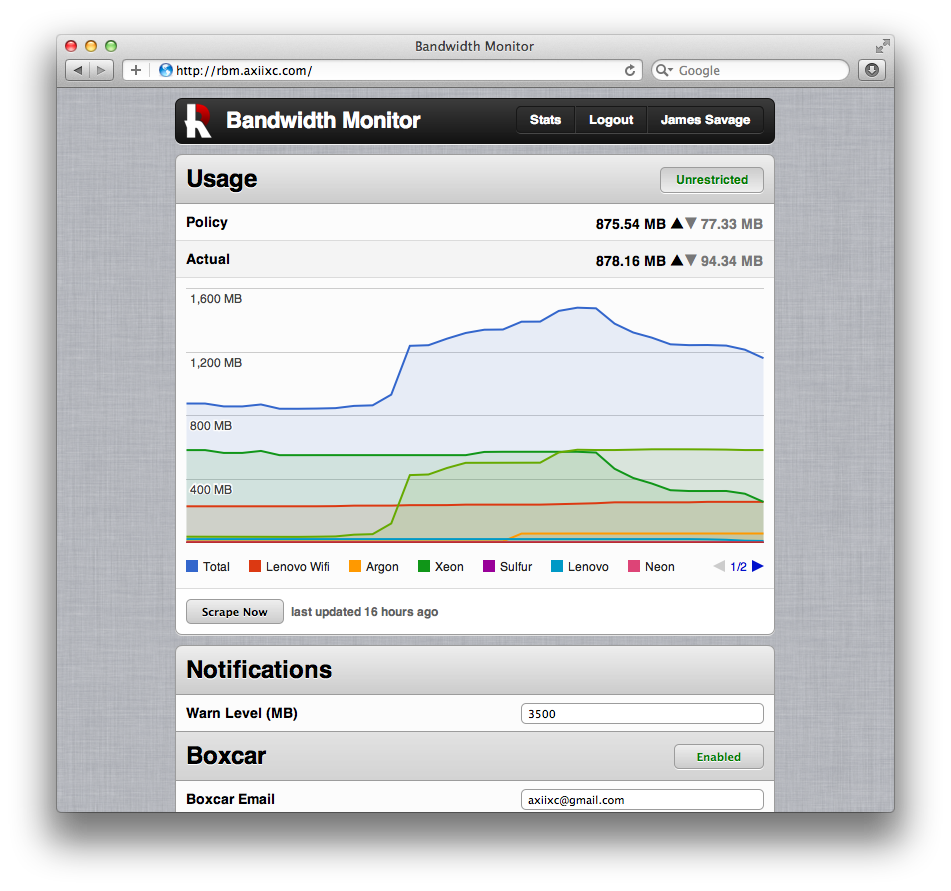 Bandwidth Monitor
http://rbm.axiixc.com/
Google
Bandwidth Monitor
Stats Logout James Savage
Usage
Unrestricted
Policy
875.54 MB ▲▼ 77.33 MB
Actual
878.16 MB ▲▼ 94.34 MB
1,600 MB
1,200 MB
800 MB
400 MB
Total Lenovo Wifi Argon Xeon Sulfur Lenovo Neon 1/2
Scrape Now last updated 16 hours ago
Notifications
Warn Level (MB)
3500
Boxcar
Enabled
Boxcar Email
axiixc@gmail.com